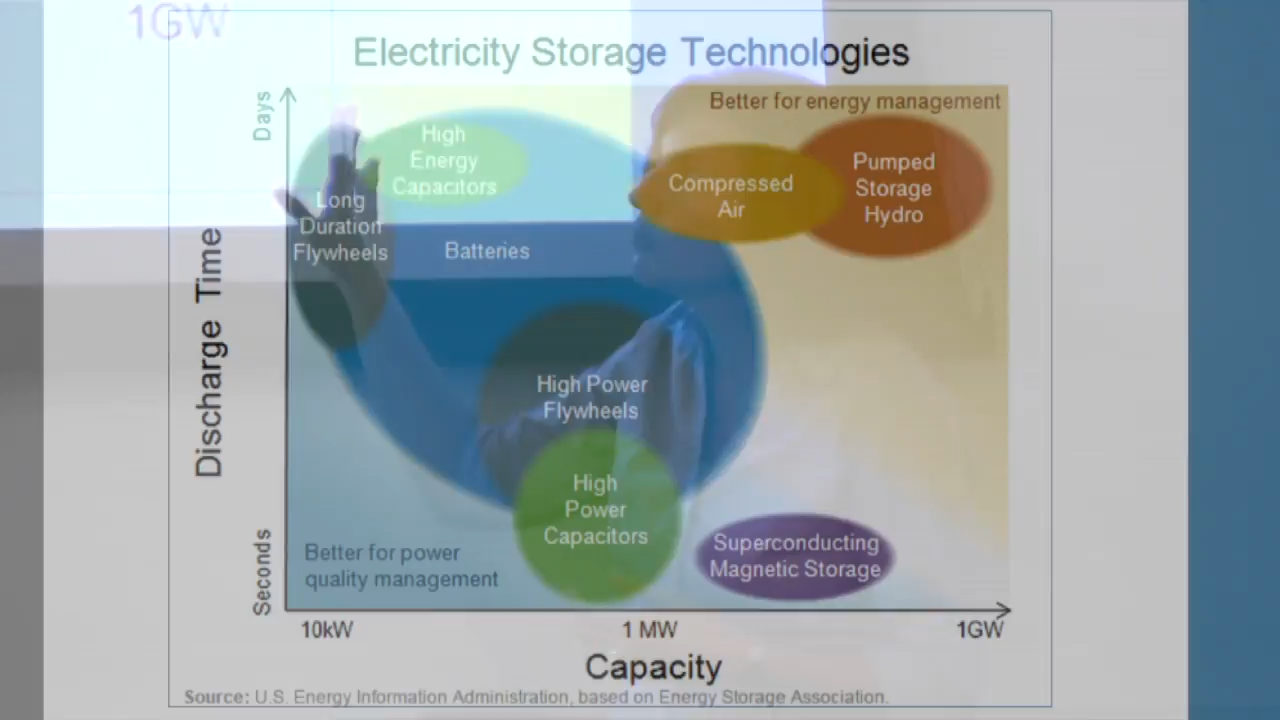 1GW
Electricity Storage Technologies
Days
Better for energy management
High
Energy
Capacitors
Compressed
Air
Pumped
Storage
Hydro
Long
Duration
Flywheels
Batteries
Discharge Time
High Power
Flywheels
High
Power
Capacitors
Superconducting
Magnetic Storage
Better for power
quality management
Seconds
10kW
1 MW
1GW
Capacity
Source: U.S. Energy Information Administration, based on Energy Storage Association.